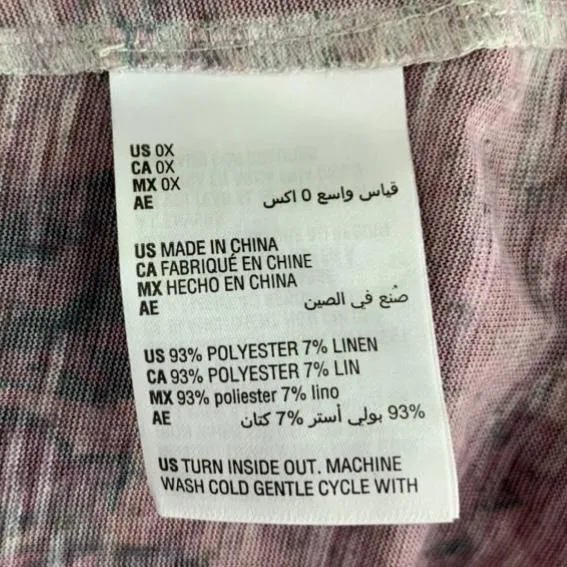 US 0X
CA 0X
MX 0X
AE قياس واسع 0 اكس
US MADE IN CHINA
CA FABRIQUÉ EN CHINE
MX HECHO EN CHINA
AE صُنع في الصين
US 93% POLYESTER 7% LINEN
CA 93% POLYESTER 7% LIN
MX 93% poliester 7% lino
AE 93% بولي أستر 7% كتان
US TURN INSIDE OUT. MACHINE
WASH COLD GENTLE CYCLE WITH